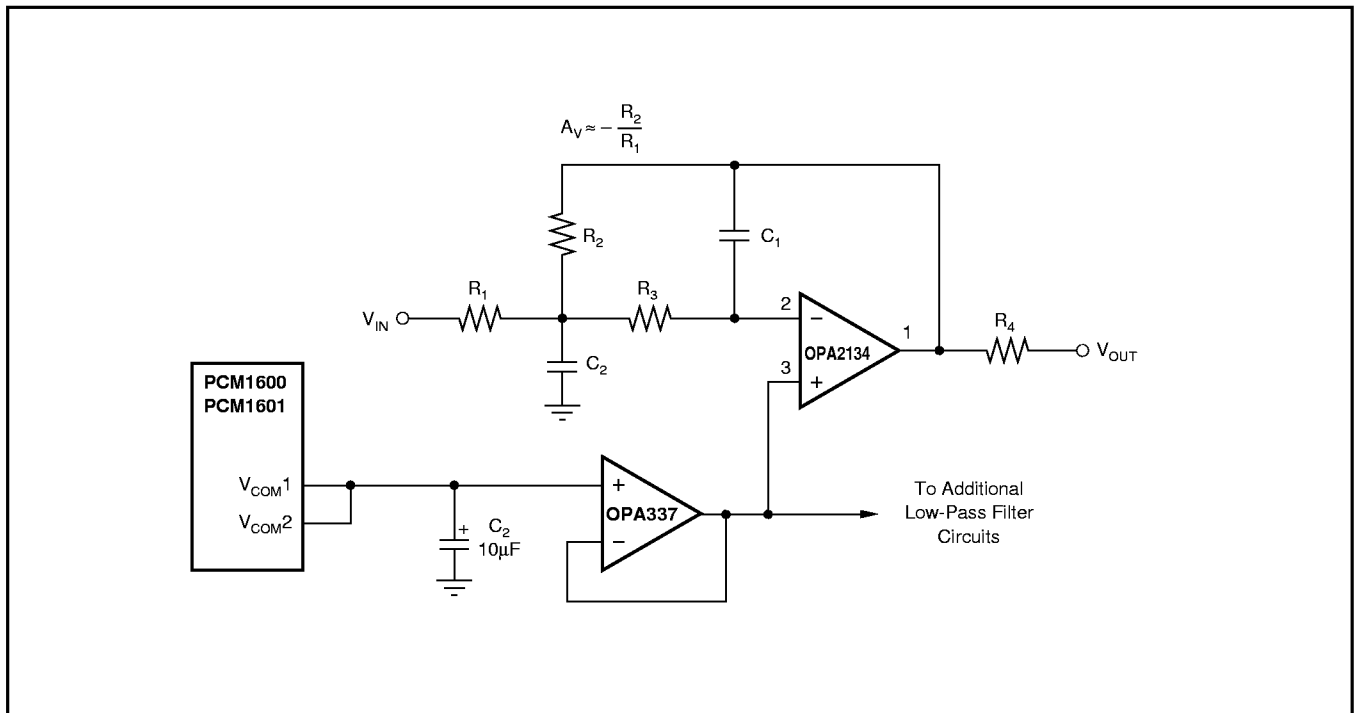 A_V ≈ − R_2 / R_1
R_2
C_1
R_1
R_3
V_IN
2
−
OPA2134
1
3
+
R_4
V_OUT
C_2
PCM1600
PCM1601
V_COM1
V_COM2
+
C_2
10µF
+
OPA337
−
To Additional
Low-Pass Filter
Circuits